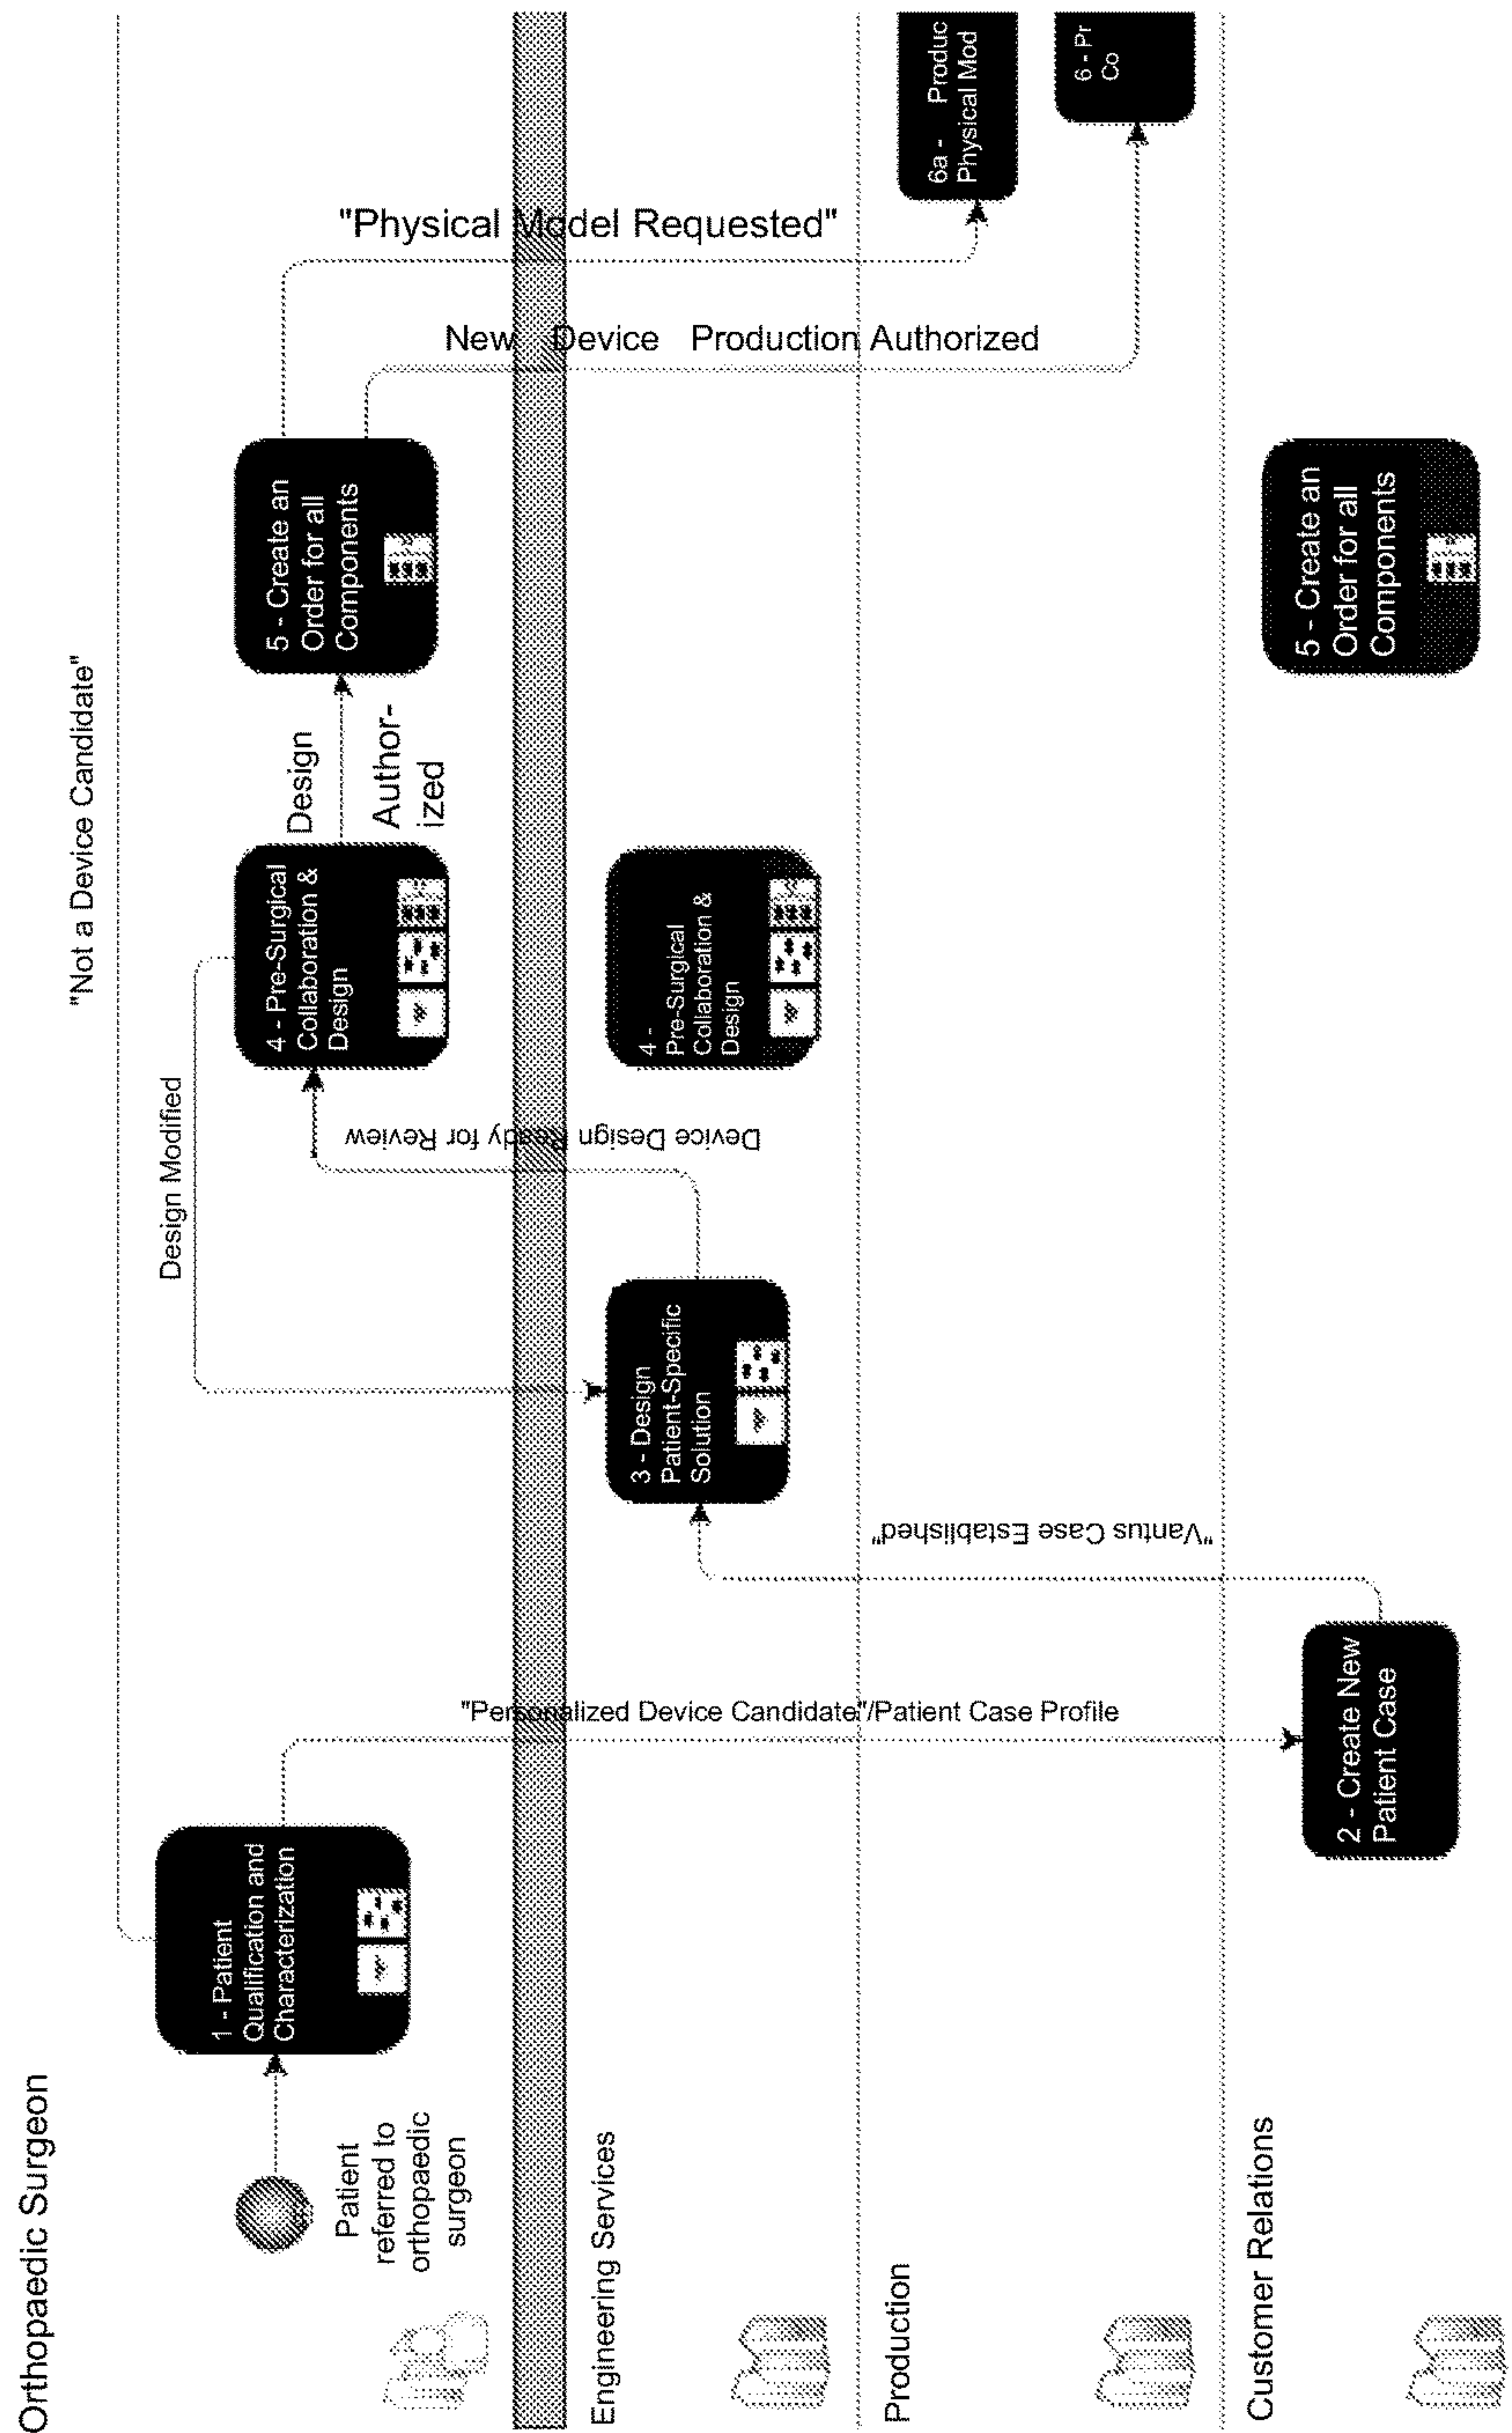 Orthopaedic Surgeon
"Not a Device Candidate"
Design Modified
Patient
referred to
orthopaedic
surgeon
1 - Patient
Qualification and
Characterization
4 - Pre-Surgical
Collaboration &
Design
Design
Author-
ized
5 - Create an
Order for all
Components
"Physical Model Requested"
New Device Production Authorized
"Personalized Device Candidate"/Patient Case Profile
Device Design Ready for Review
Engineering Services
3 - Design
Patient-Specific
Solution
4 -
Pre-Surgical
Collaboration &
Design
Production
"Vantus Case Established"
6a - Produc
Physical Mod
6 - Pr
Co
Customer Relations
2 - Create New
Patient Case
5 - Create an
Order for all
Components